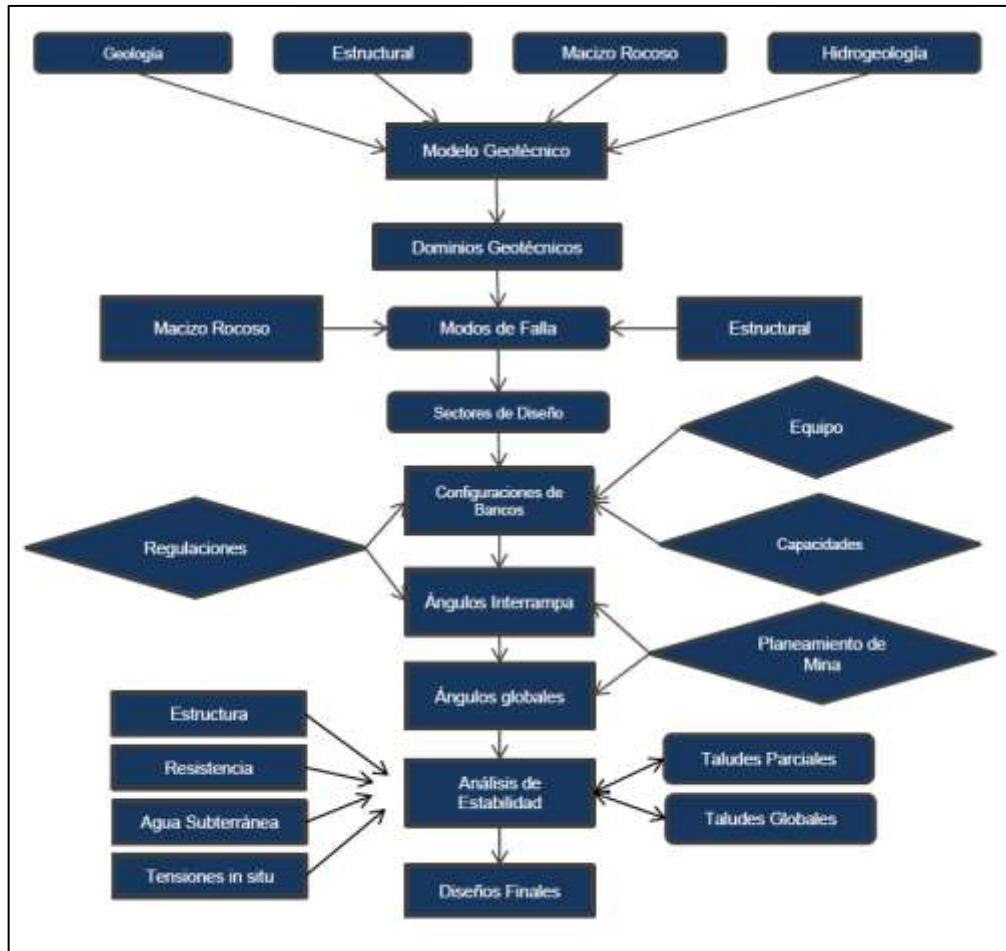 Geología
Estructural
Macizo Rocoso
Hidrogeología
Modelo Geotécnico
Dominios Geotécnicos
Macizo Rocoso
Modos de Falla
Estructural
Sectores de Diseño
Equipo
Configuraciones de
Bancos
Regulaciones
Capacidades
Ángulos Interrampa
Planeamiento de
Mina
Ángulos globales
Estructura
Resistencia
Agua Subterránea
Tensiones in situ
Análisis de
Estabilidad
Taludes Parciales
Taludes Globales
Diseños Finales